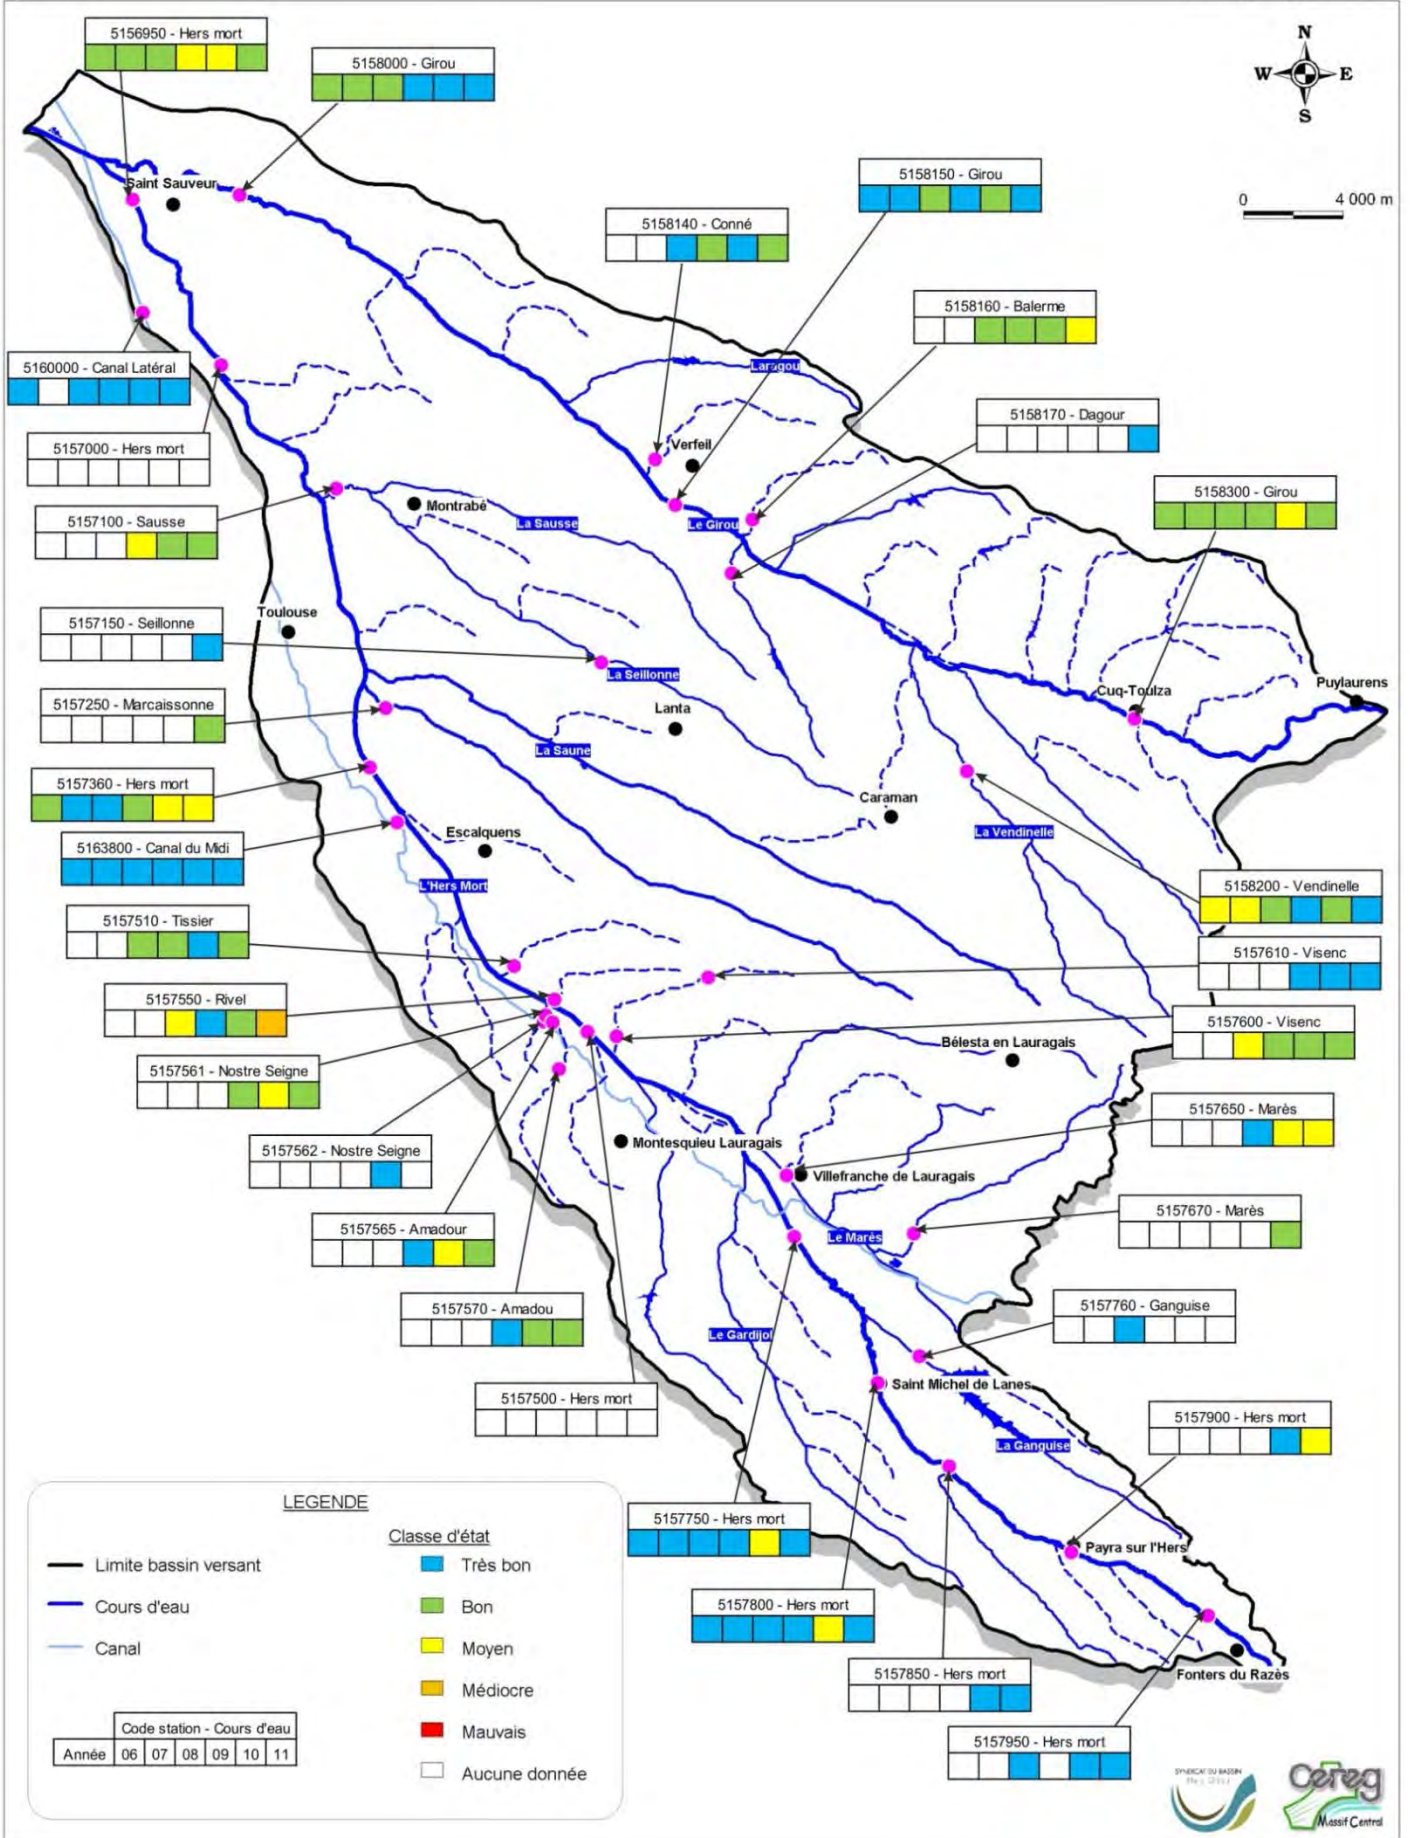 5156950 - Hers mort
5158000 - Girou
N
W
E
S
0
4 000 m
5158150 - Girou
5158140 - Conné
Saint Sauveur
5158160 - Balerme
5160000 - Canal Latéral
Laragou
5158170 - Dagour
5157000 - Hers mort
Verfeil
5158300 - Girou
5157100 - Sausse
Montrabé
La Sausse
Le Girou
Toulouse
5157150 - Seillonne
La Seillonne
Cuq-Toulza
Puylaurens
5157250 - Marcaissonne
Lanta
La Saune
5157360 - Hers mort
Caraman
5163800 - Canal du Midi
Escalquens
La Vendinelle
L'Hers Mort
5158200 - Vendinelle
5157510 - Tissier
5157610 - Visenc
5157550 - Rivel
5157600 - Visenc
Bélesta en Lauragais
5157561 - Nostre Seigne
5157650 - Marès
5157562 - Nostre Seigne
Montesquieu Lauragais
Villefranche de Lauragais
5157565 - Amadour
5157670 - Marès
Le Marès
5157570 - Amadou
5157760 - Ganguise
Le Gardijol
5157500 - Hers mort
Saint Michel de Lanes
5157900 - Hers mort
La Ganguise
5157750 - Hers mort
Payra sur l'Hers
5157800 - Hers mort
5157850 - Hers mort
Fonters du Razès
5157950 - Hers mort
LEGENDE
Limite bassin versant
Cours d'eau
Canal
Classe d'état
Très bon
Bon
Moyen
Médiocre
Mauvais
Aucune donnée
Code station - Cours d'eau
Année 06 07 08 09 10 11
SYNDICAT DU BASSIN
Cereg
Massif Central